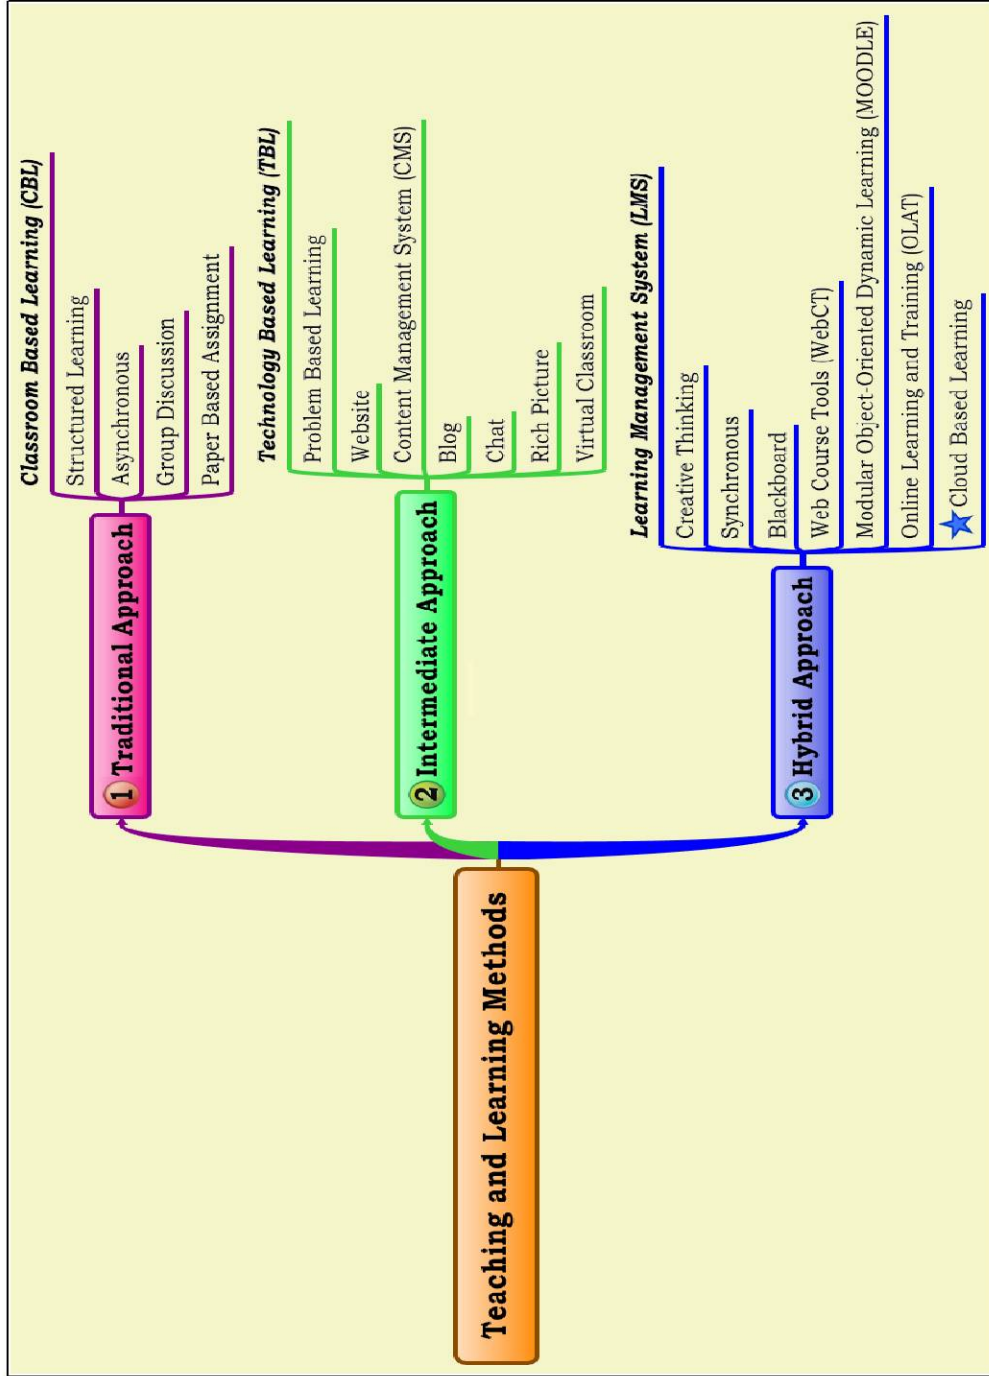 Teaching and Learning Methods
1 Traditional Approach
Classroom Based Learning (CBL)
Structured Learning
Asynchronous
Group Discussion
Paper Based Assignment
2 Intermediate Approach
Technology Based Learning (TBL)
Problem Based Learning
Website
Content Management System (CMS)
Blog
Chat
Rich Picture
Virtual Classroom
3 Hybrid Approach
Learning Management System (LMS)
Creative Thinking
Synchronous
Blackboard
Web Course Tools (WebCT)
Modular Object-Oriented Dynamic Learning (MOODLE)
Online Learning and Training (OLAT)
Cloud Based Learning